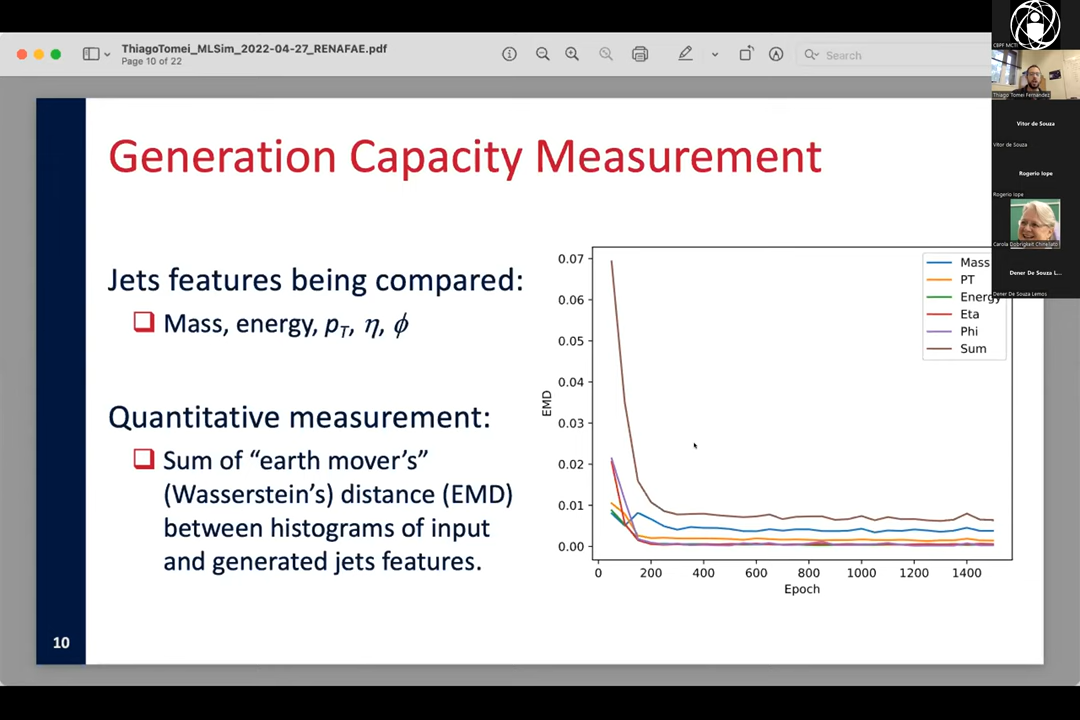 ThiagoTomei_MLSim_2022-04-27_RENAFAE.pdf
Page 10 of 22
Search
CBPF MCTI
Thiago Tomei Fernandez
Vitor de Souza
Vitor de Souza
Rogerio Iope
Rogerio Iope
Dener De Souza L...
Dener De Souza Lemos
Generation Capacity Measurement
Jets features being compared:
❑ Mass, energy, pT, η, ϕ
Quantitative measurement:
❑ Sum of “earth mover’s”
(Wasserstein’s) distance (EMD)
between histograms of input
and generated jets features.
10
0.07
0.06
0.05
0.04
0.03
0.02
0.01
0.00
EMD
0 200 400 600 800 1000 1200 1400
Epoch
Mass
PT
Energy
Eta
Phi
Sum